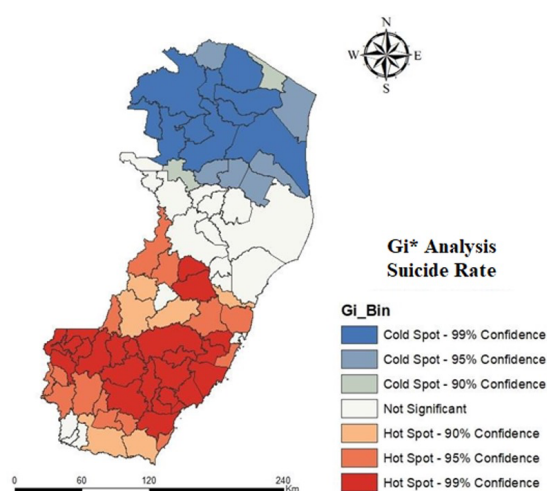 N
W E
S
Gi* Analysis
Suicide Rate
Gi_Bin
Cold Spot - 99% Confidence
Cold Spot - 95% Confidence
Cold Spot - 90% Confidence
Not Significant
Hot Spot - 90% Confidence
Hot Spot - 95% Confidence
Hot Spot - 99% Confidence
0 60 120 240
Km